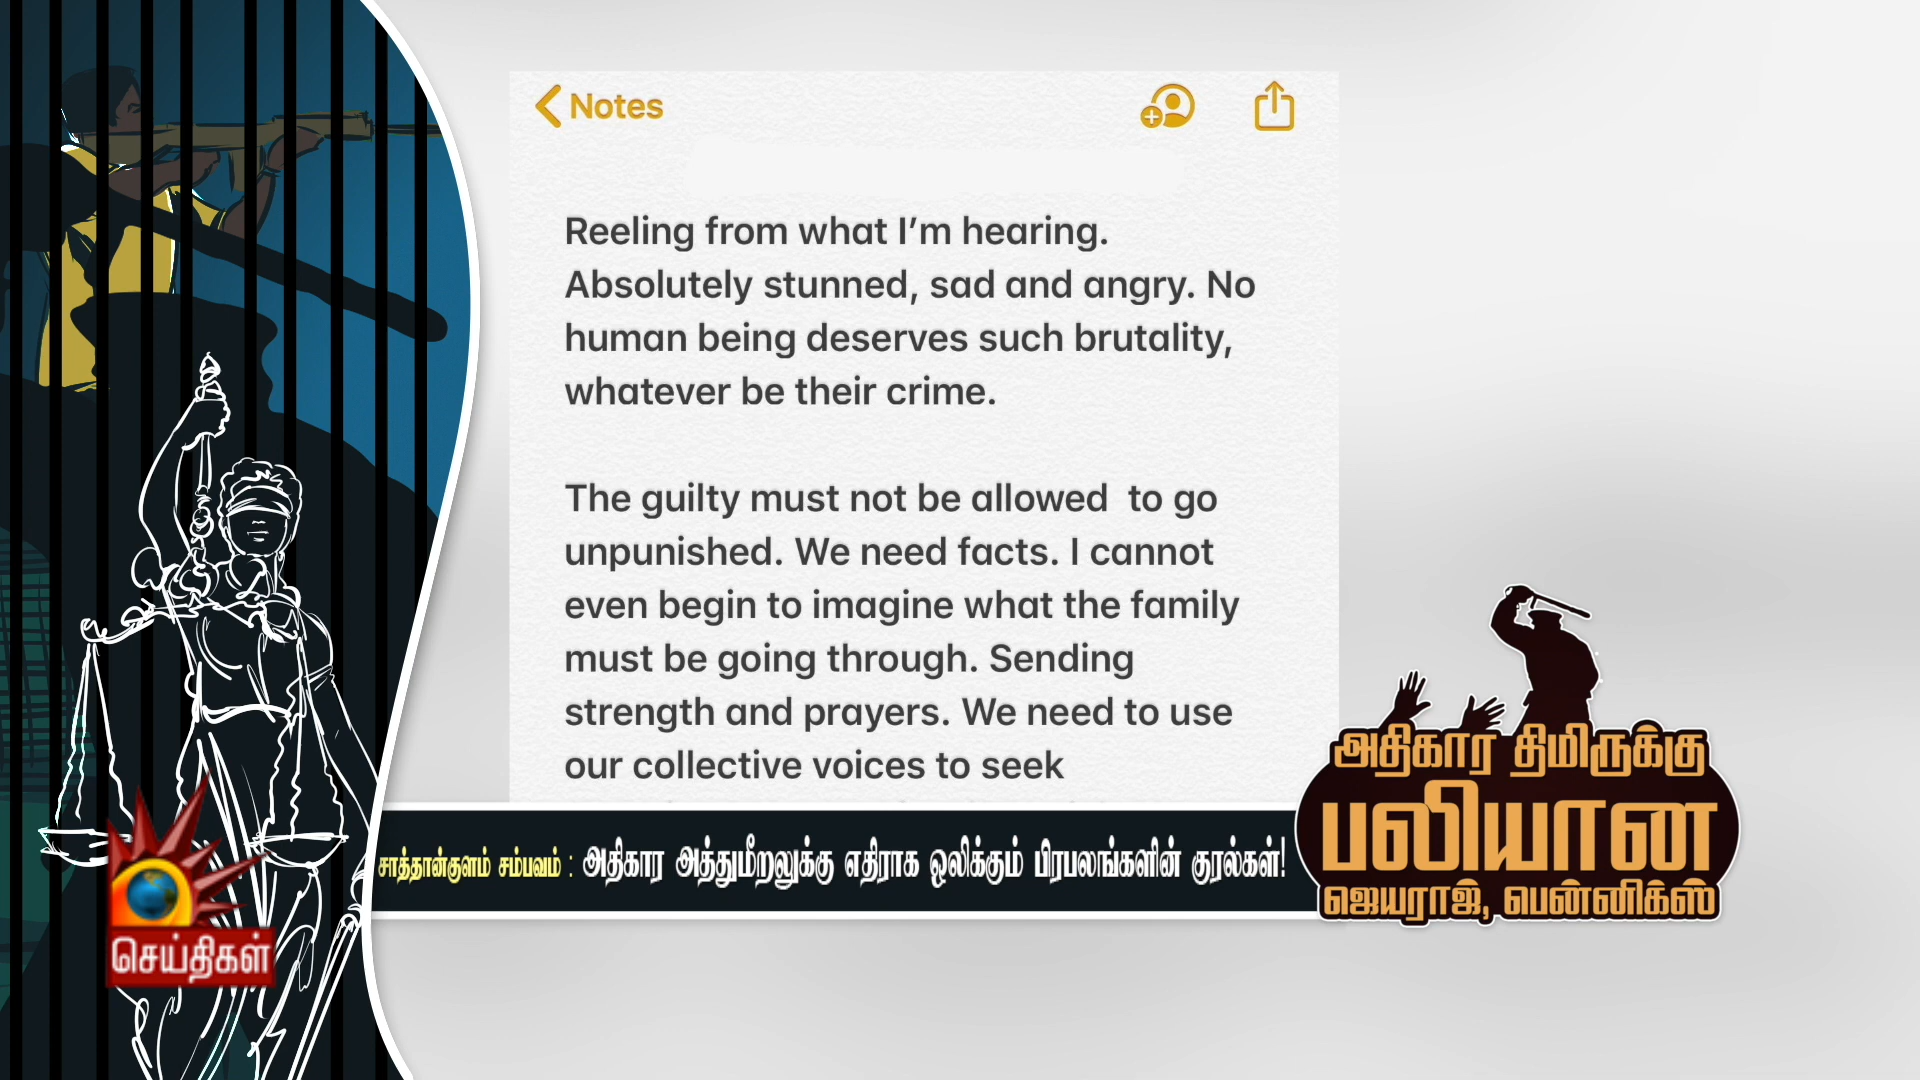 Notes
Reeling from what I’m hearing.
Absolutely stunned, sad and angry. No
human being deserves such brutality,
whatever be their crime.
The guilty must not be allowed  to go
unpunished. We need facts. I cannot
even begin to imagine what the family
must be going through. Sending
strength and prayers. We need to use
our collective voices to seek
சாத்தான்குளம் சம்பவம் : அதிகார அத்துமீறலுக்கு எதிராக ஒலிக்கும் பிரபலங்களின் குரல்கள்!
அதிகார திமிருக்கு
பலியான
ஜெயராஜ், பென்னிக்ஸ்
செய்திகள்